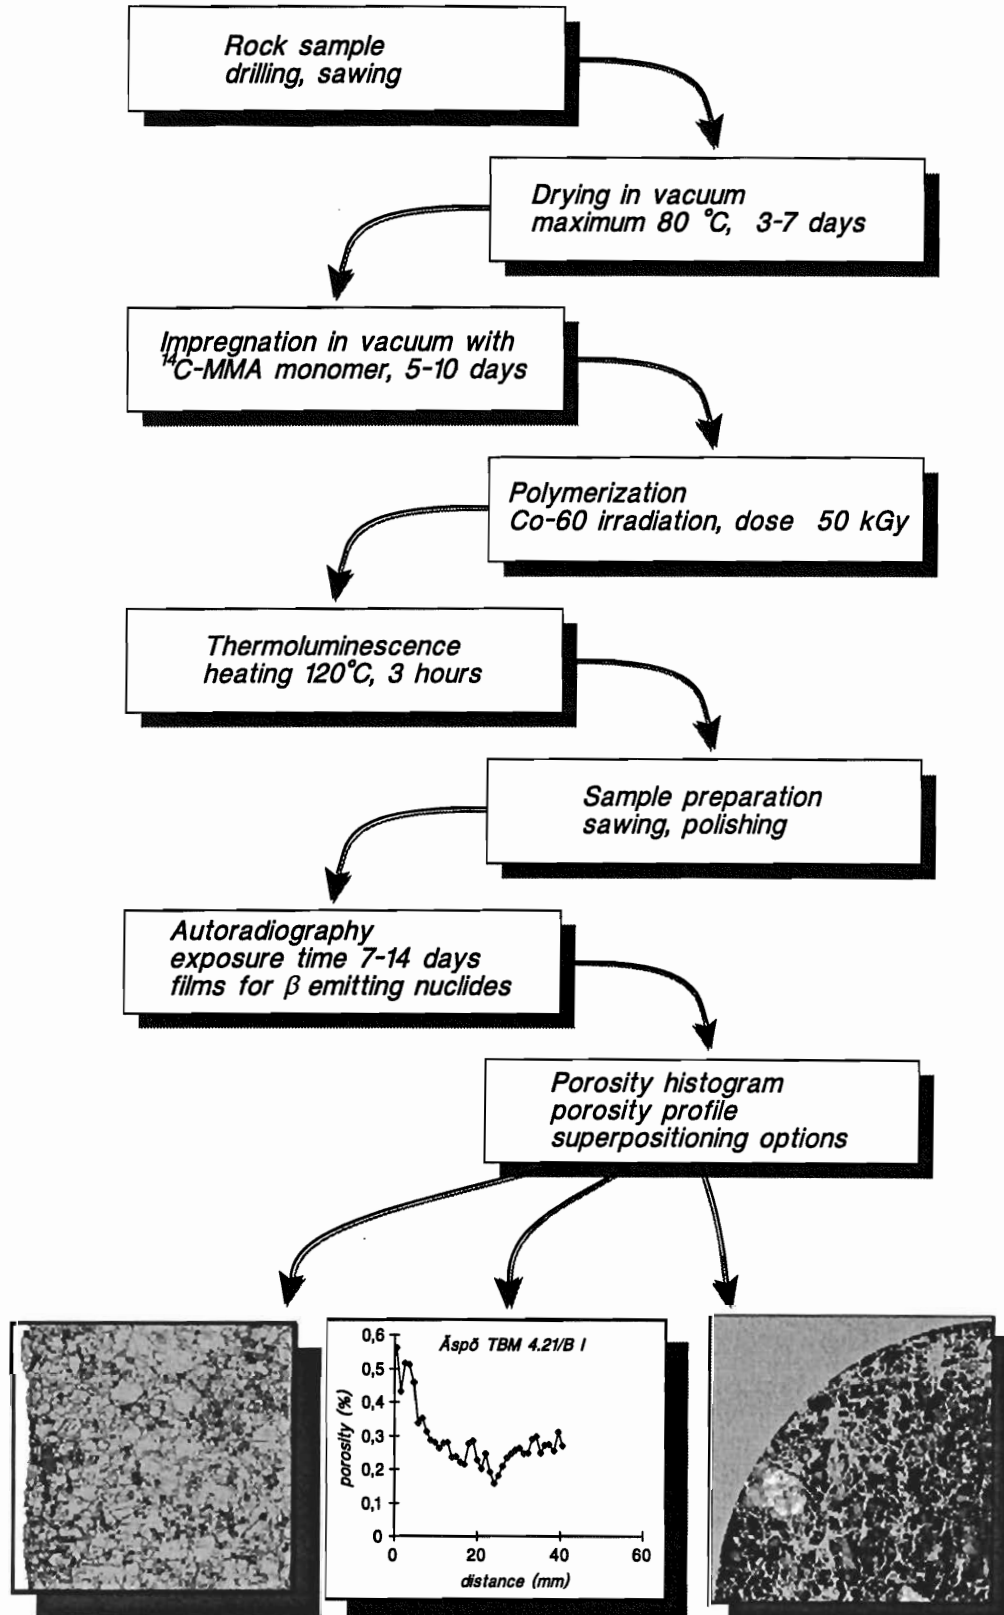 Rock sample
drilling, sawing
Drying in vacuum
maximum 80 °C, 3-7 days
Impregnation in vacuum with
¹⁴C-MMA monomer, 5-10 days
Polymerization
Co-60 irradiation, dose 50 kGy
Thermoluminescence
heating 120°C, 3 hours
Sample preparation
sawing, polishing
Autoradiography
exposure time 7-14 days
films for β emitting nuclides
Porosity histogram
porosity profile
superpositioning options
Äspö TBM 4.21/B I
porosity (%)
0,6
0,5
0,4
0,3
0,2
0,1
0
0 20 40 60
distance (mm)